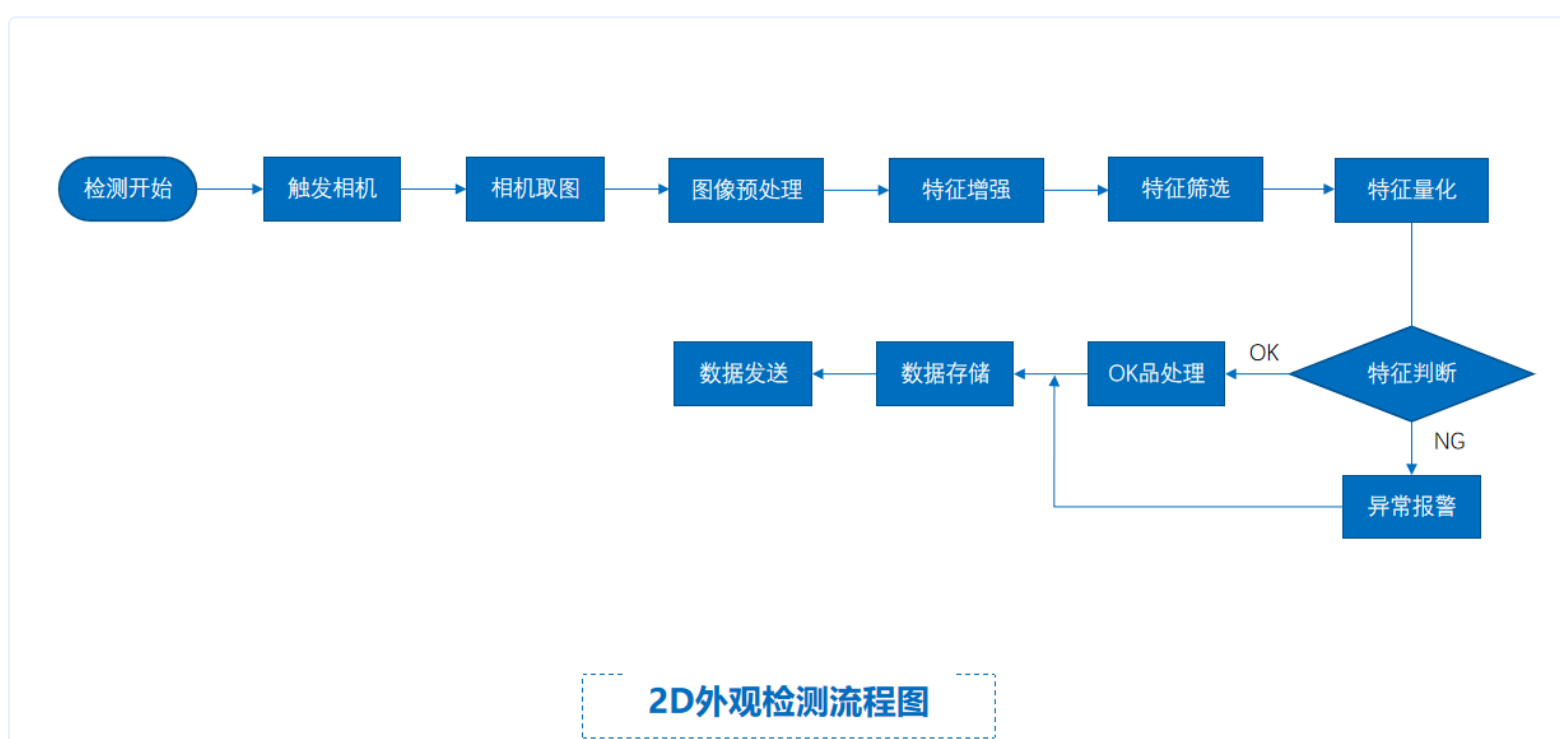 检测开始
触发相机
相机取图
图像预处理
特征增强
特征筛选
特征量化
特征判断
OK
OK品处理
数据存储
数据发送
NG
异常报警
2D外观检测流程图